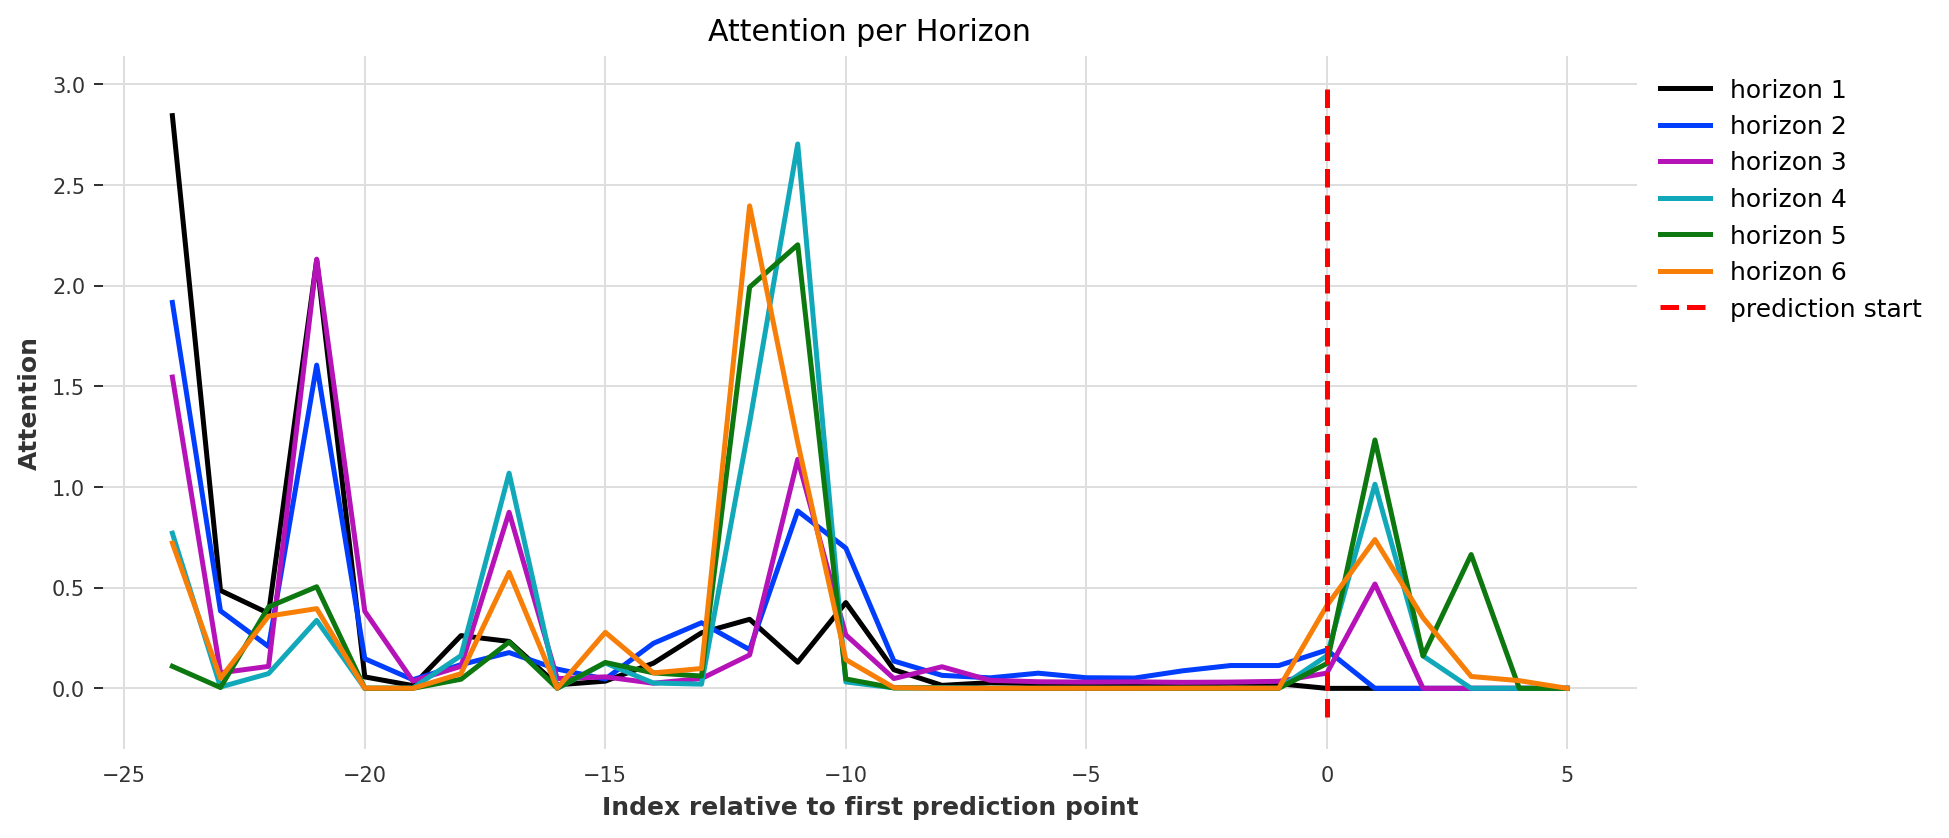 Attention per Horizon
3.0
2.5
2.0
1.5
1.0
0.5
0.0
Attention
−25
−20
−15
−10
−5
0
5
Index relative to first prediction point
horizon 1
horizon 2
horizon 3
horizon 4
horizon 5
horizon 6
prediction start